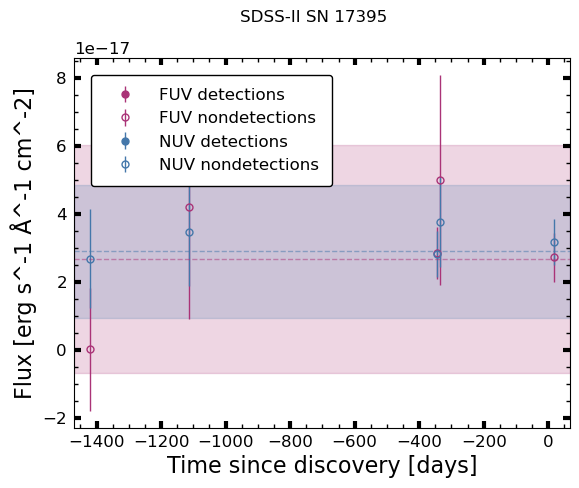 SDSS-II SN 17395
1e−17
FUV detections
FUV nondetections
NUV detections
NUV nondetections
8
6
4
2
0
−2
Flux [erg s^-1 Å^-1 cm^-2]
−1400 −1200 −1000 −800 −600 −400 −200 0
Time since discovery [days]